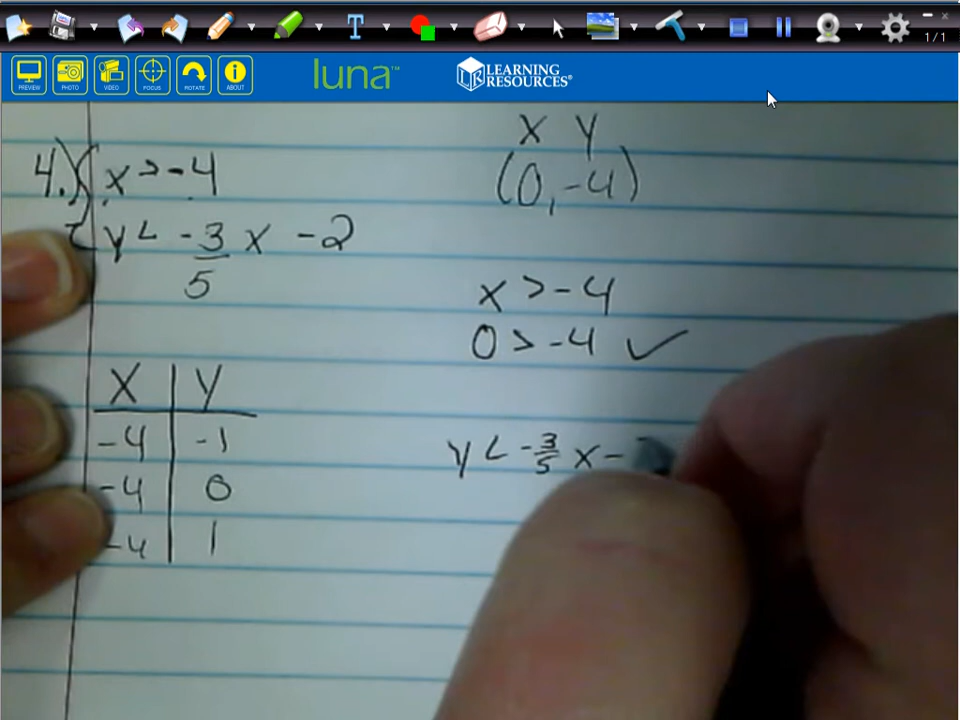 1/1
PREVIEW PHOTO VIDEO FOCUS ROTATE ABOUT
luna™ LEARNING RESOURCES®
4.) { x > -4
y < -3/5 x - 2
X | Y
-4 | -1
-4 | 0
-4 | 1
X Y
(0, -4)
x > -4
0 > -4 ✓
y < -3/5 x -